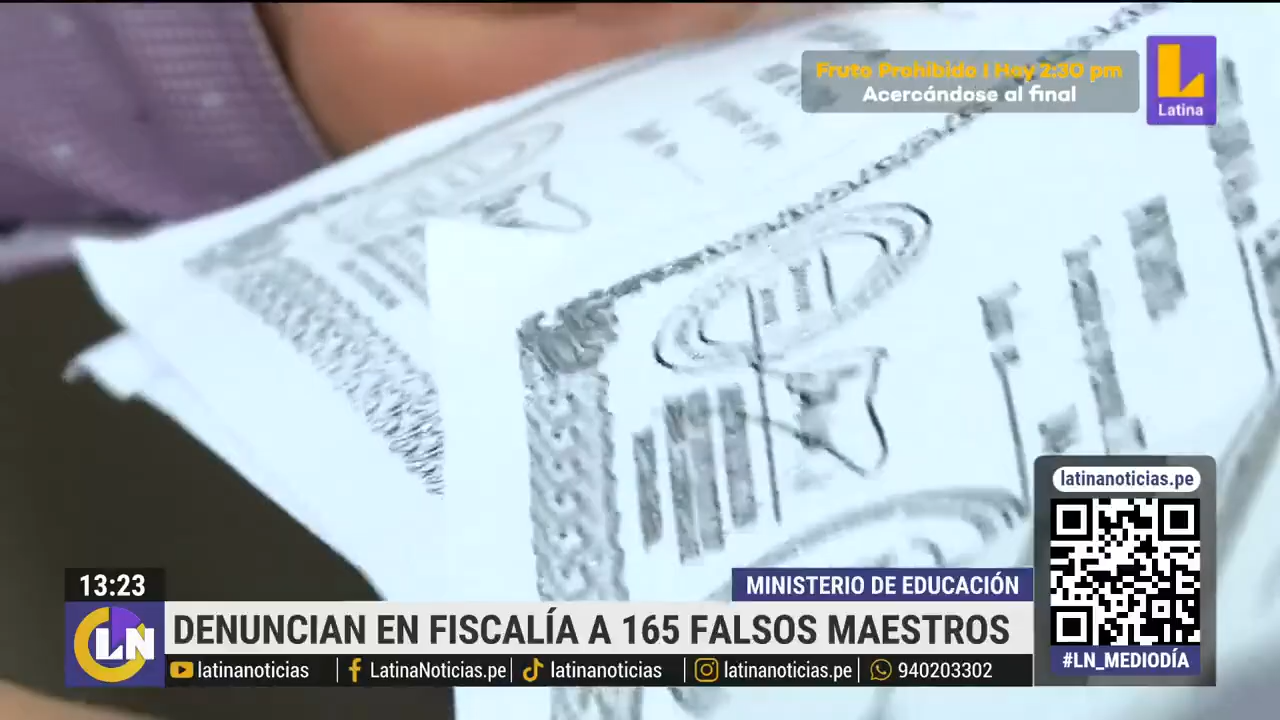 Fruto Prohibido | Hoy 2:30 pm
Acercándose al final
Latina
latinanoticias.pe
13:23
MINISTERIO DE EDUCACIÓN
LN
DENUNCIAN EN FISCALÍA A 165 FALSOS MAESTROS
#LN_MEDIODÍA
latinanoticias | LatinaNoticias.pe | latinanoticias | latinanoticias.pe | 940203302